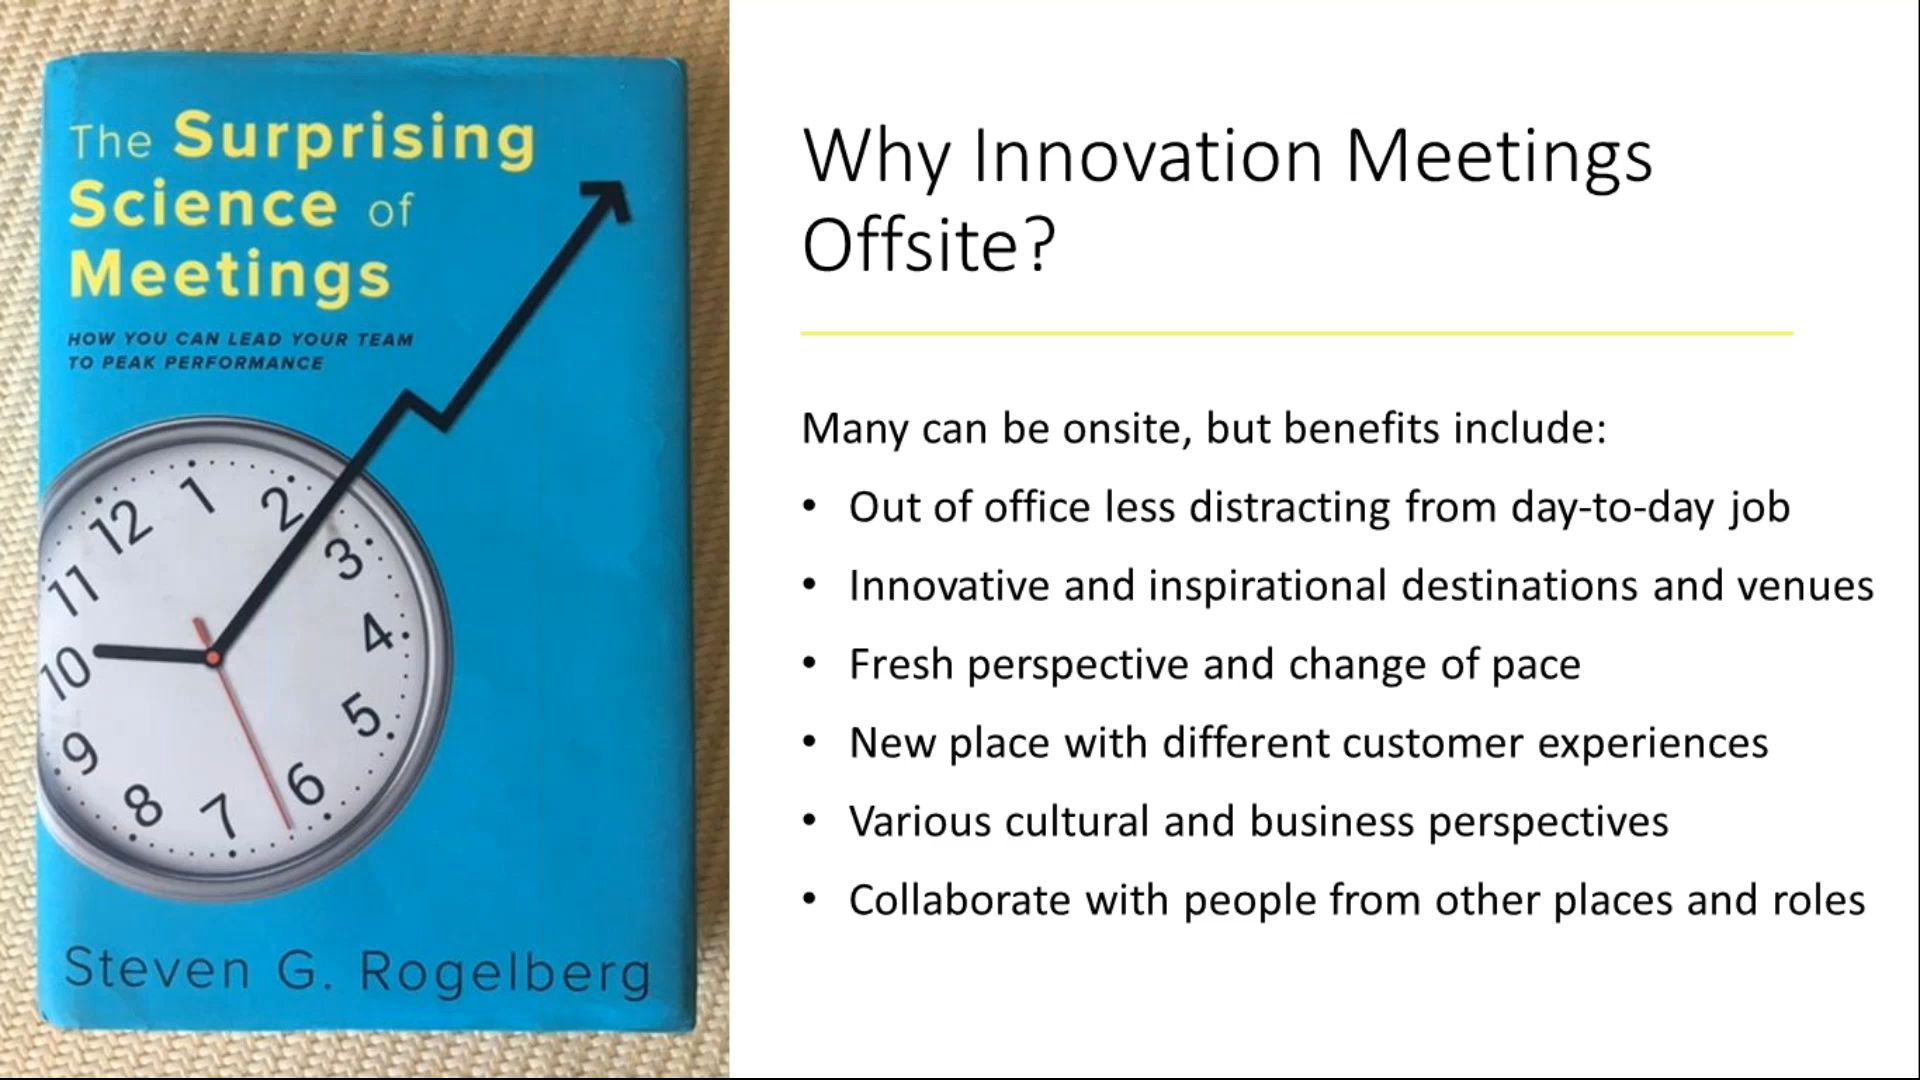 The Surprising
Science of
Meetings
HOW YOU CAN LEAD YOUR TEAM
TO PEAK PERFORMANCE
12
1
2
3
4
5
6
7
8
9
10
11
Steven G. Rogelberg
Why Innovation Meetings
Offsite?
Many can be onsite, but benefits include:
• Out of office less distracting from day-to-day job
• Innovative and inspirational destinations and venues
• Fresh perspective and change of pace
• New place with different customer experiences
• Various cultural and business perspectives
• Collaborate with people from other places and roles